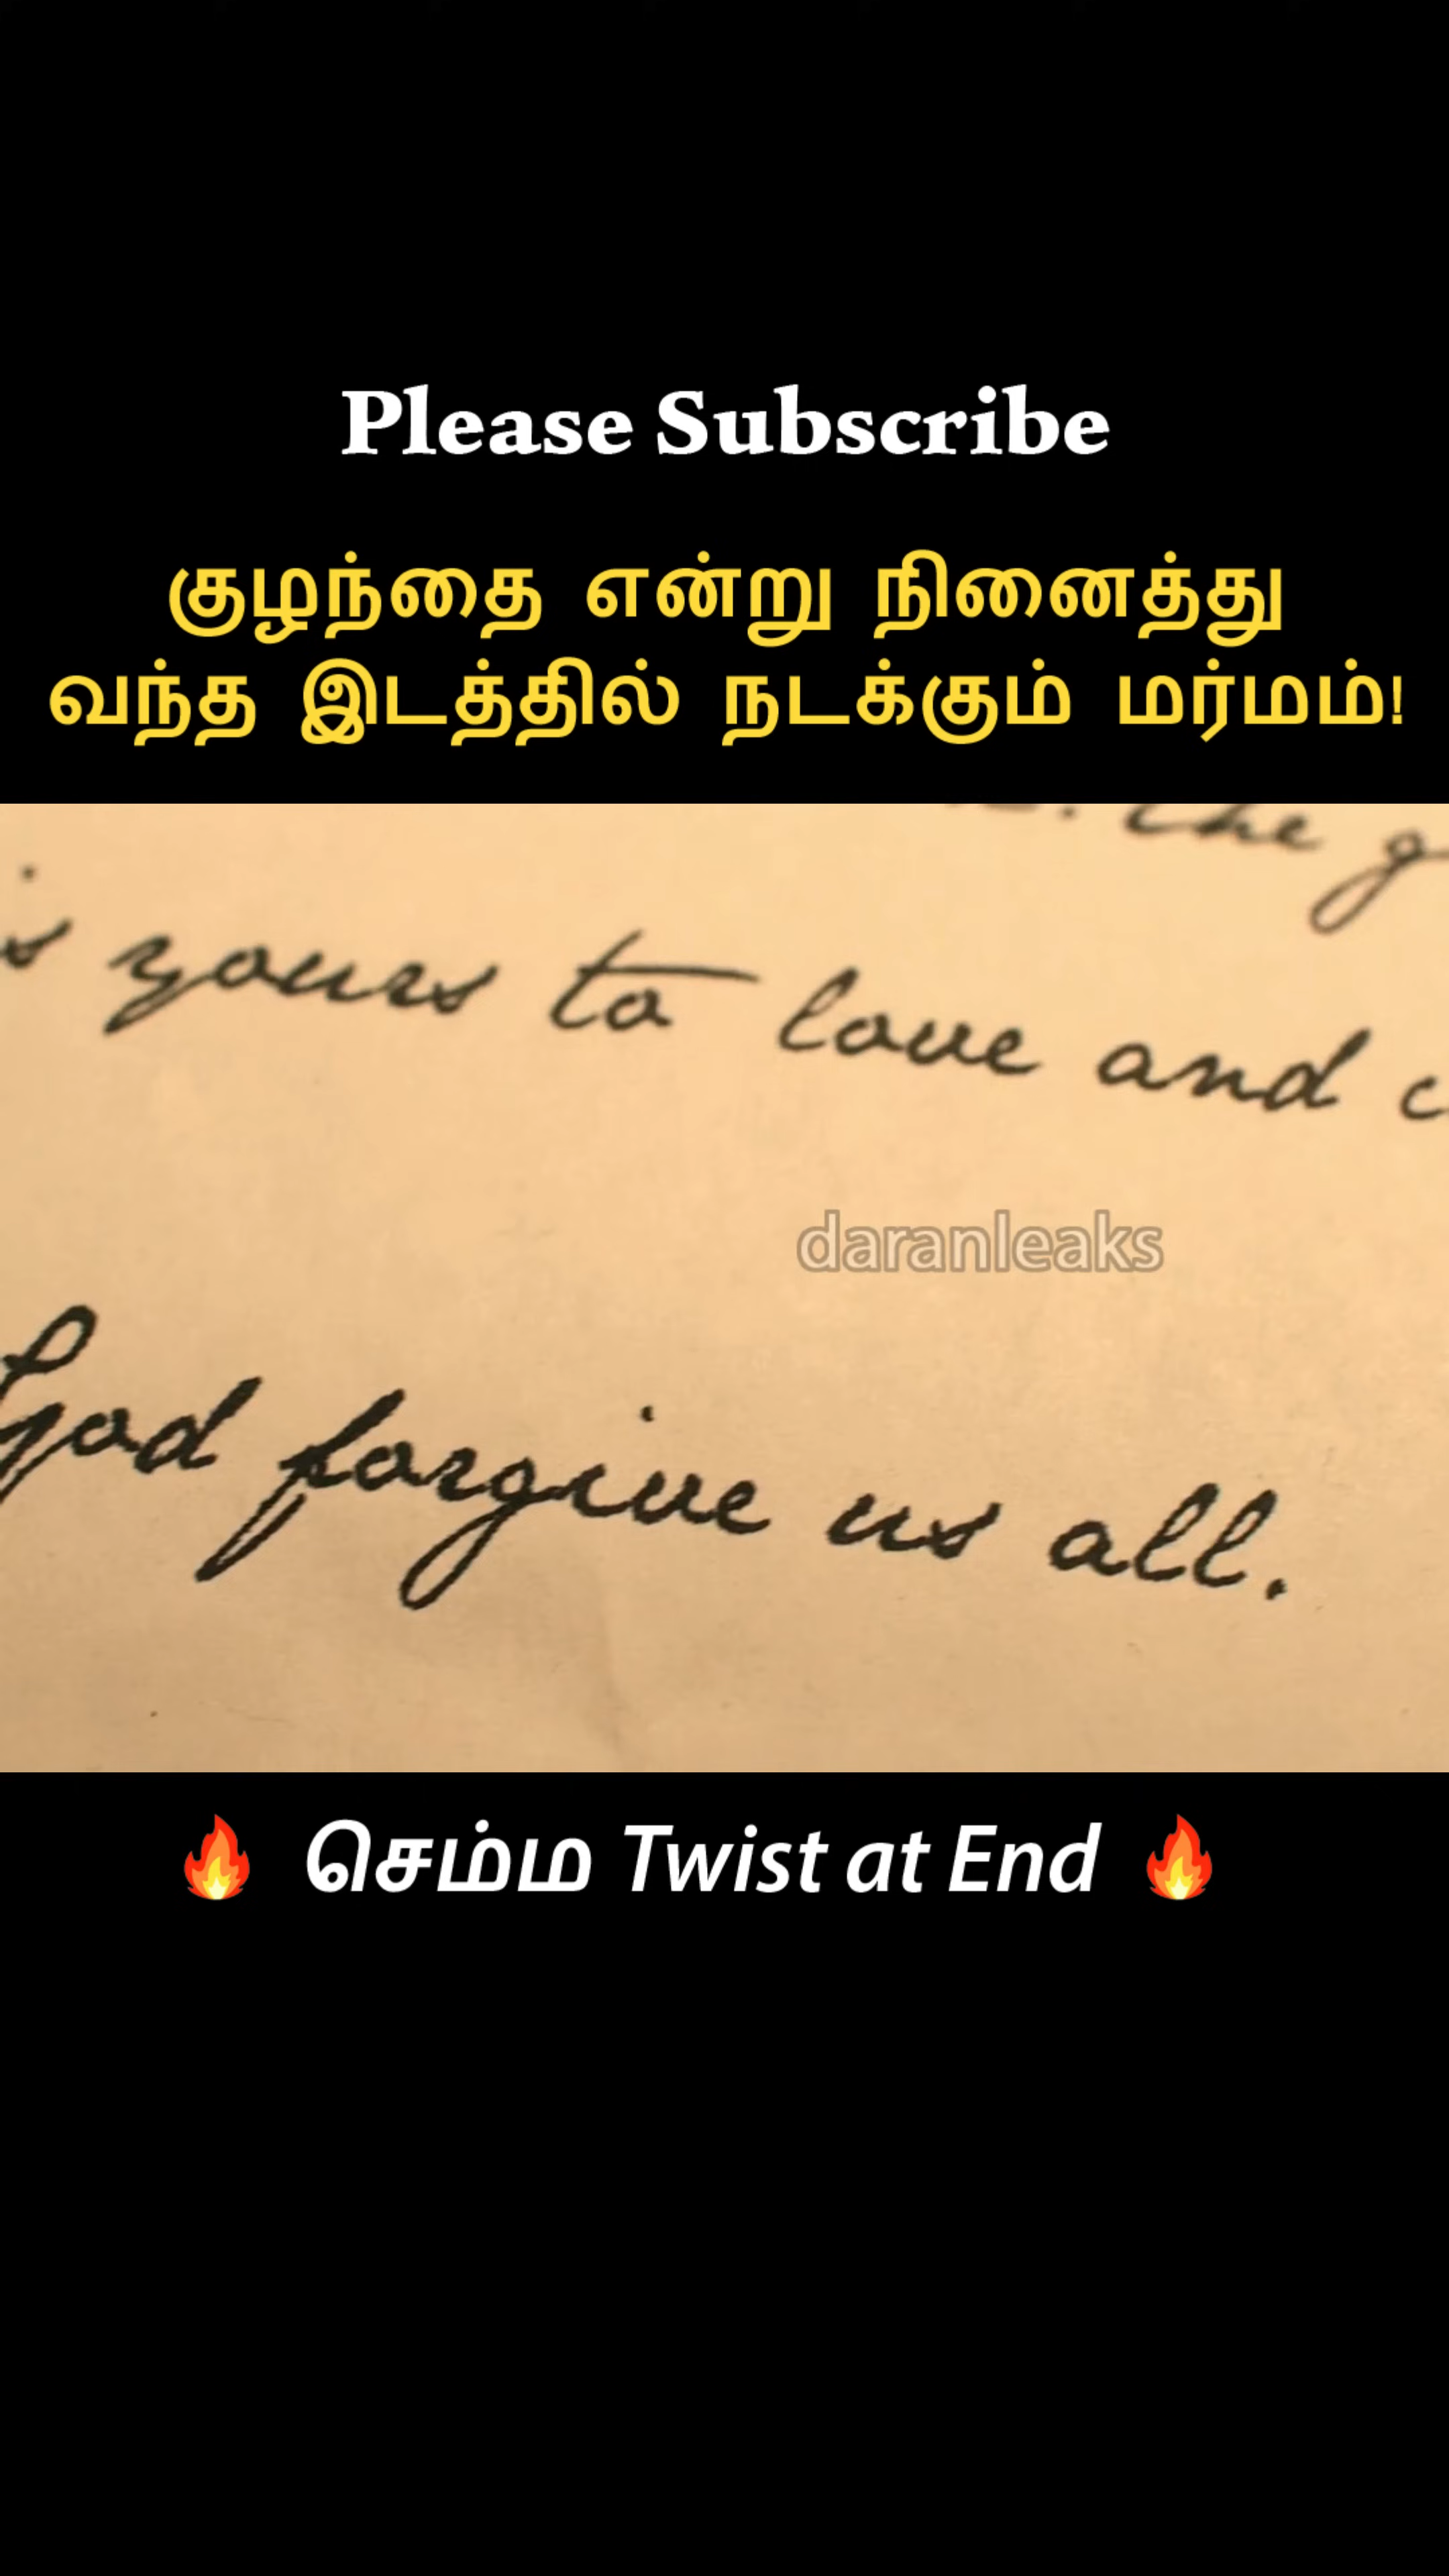 Please Subscribe
குழந்தை என்று நினைத்து
வந்த இடத்தில் நடக்கும் மர்மம்!
the
yours to love and
daranleaks
God forgive us all.
🔥 செம்ம Twist at End 🔥